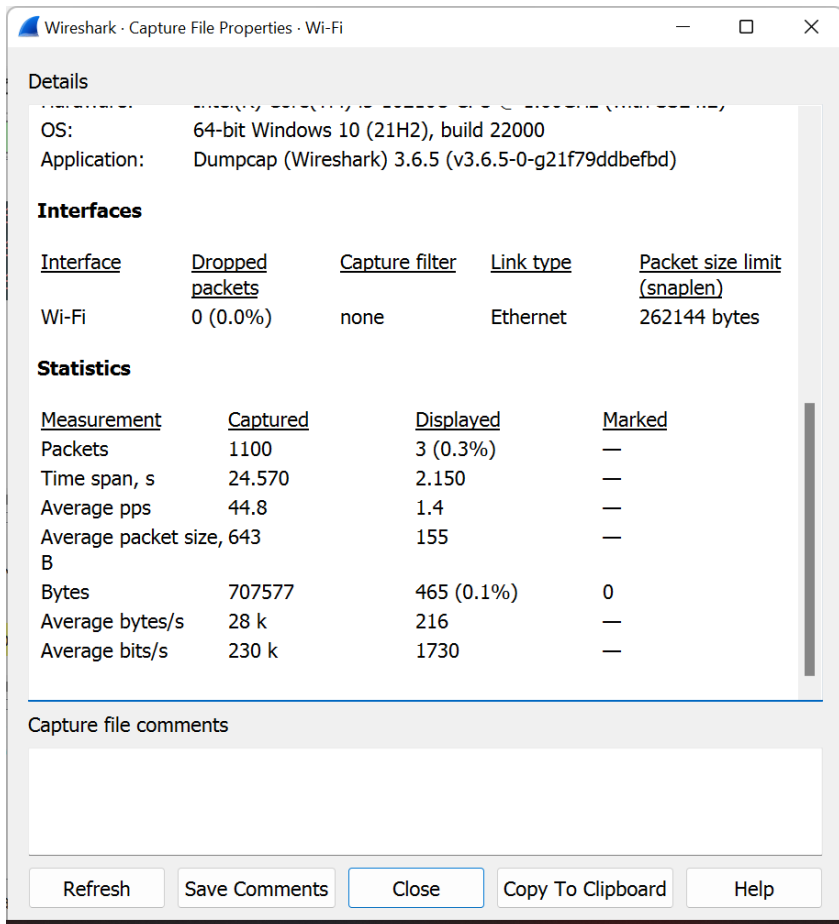 Wireshark · Capture File Properties · Wi-Fi
Details
OS: 64-bit Windows 10 (21H2), build 22000
Application: Dumpcap (Wireshark) 3.6.5 (v3.6.5-0-g21f79ddbefbd)
Interfaces
Interface Dropped packets Capture filter Link type Packet size limit (snaplen)
Wi-Fi 0 (0.0%) none Ethernet 262144 bytes
Statistics
Measurement Captured Displayed Marked
Packets 1100 3 (0.3%) —
Time span, s 24.570 2.150 —
Average pps 44.8 1.4 —
Average packet size, B 643 155 —
Bytes 707577 465 (0.1%) 0
Average bytes/s 28 k 216 —
Average bits/s 230 k 1730 —
Capture file comments
Refresh Save Comments Close Copy To Clipboard Help